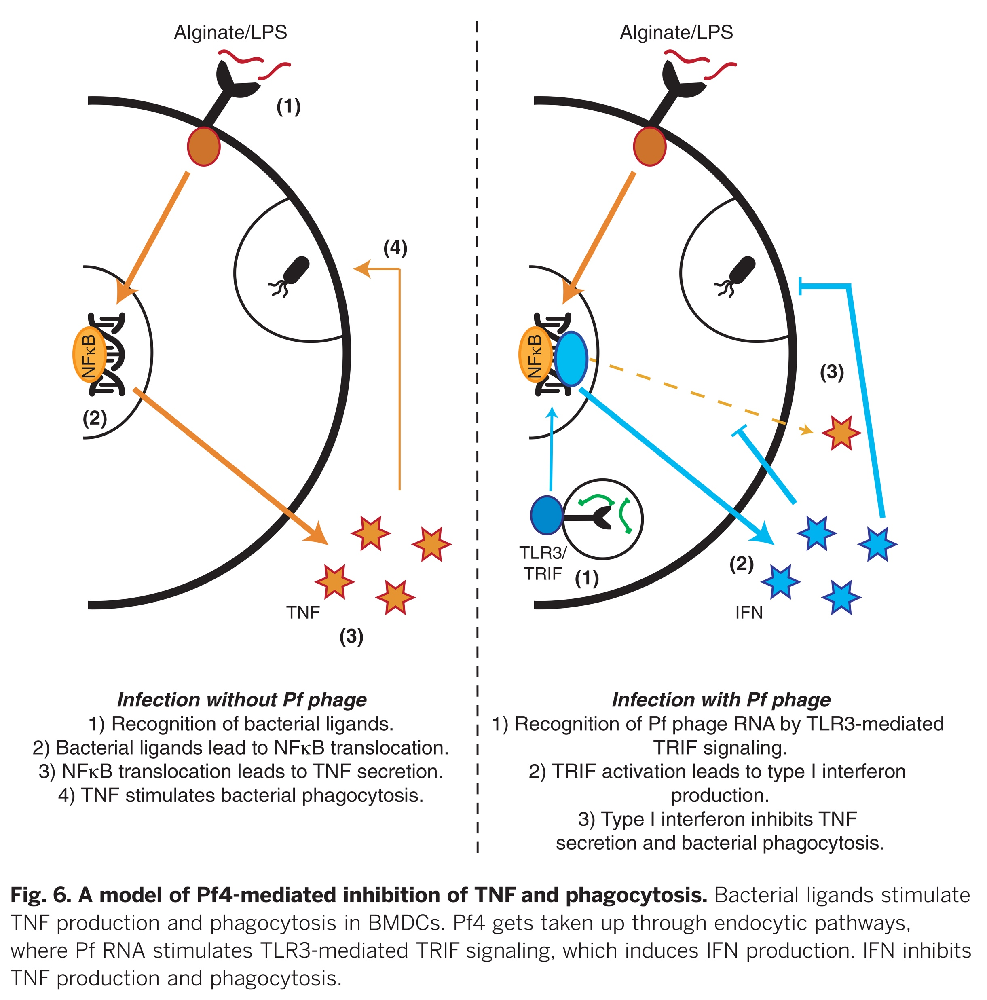 Alginate/LPS
(1)
(4)
NFκB
(2)
TNF
(3)
Alginate/LPS
NFκB
(3)
TLR3/
TRIF
(1)
(2)
IFN
Infection without Pf phage
1) Recognition of bacterial ligands.
2) Bacterial ligands lead to NFκB translocation.
3) NFκB translocation leads to TNF secretion.
4) TNF stimulates bacterial phagocytosis.
Infection with Pf phage
1) Recognition of Pf phage RNA by TLR3-mediated
TRIF signaling.
2) TRIF activation leads to type I interferon
production.
3) Type I interferon inhibits TNF
secretion and bacterial phagocytosis.
Fig. 6. A model of Pf4-mediated inhibition of TNF and phagocytosis. Bacterial ligands stimulate
TNF production and phagocytosis in BMDCs. Pf4 gets taken up through endocytic pathways,
where Pf RNA stimulates TLR3-mediated TRIF signaling, which induces IFN production. IFN inhibits
TNF production and phagocytosis.